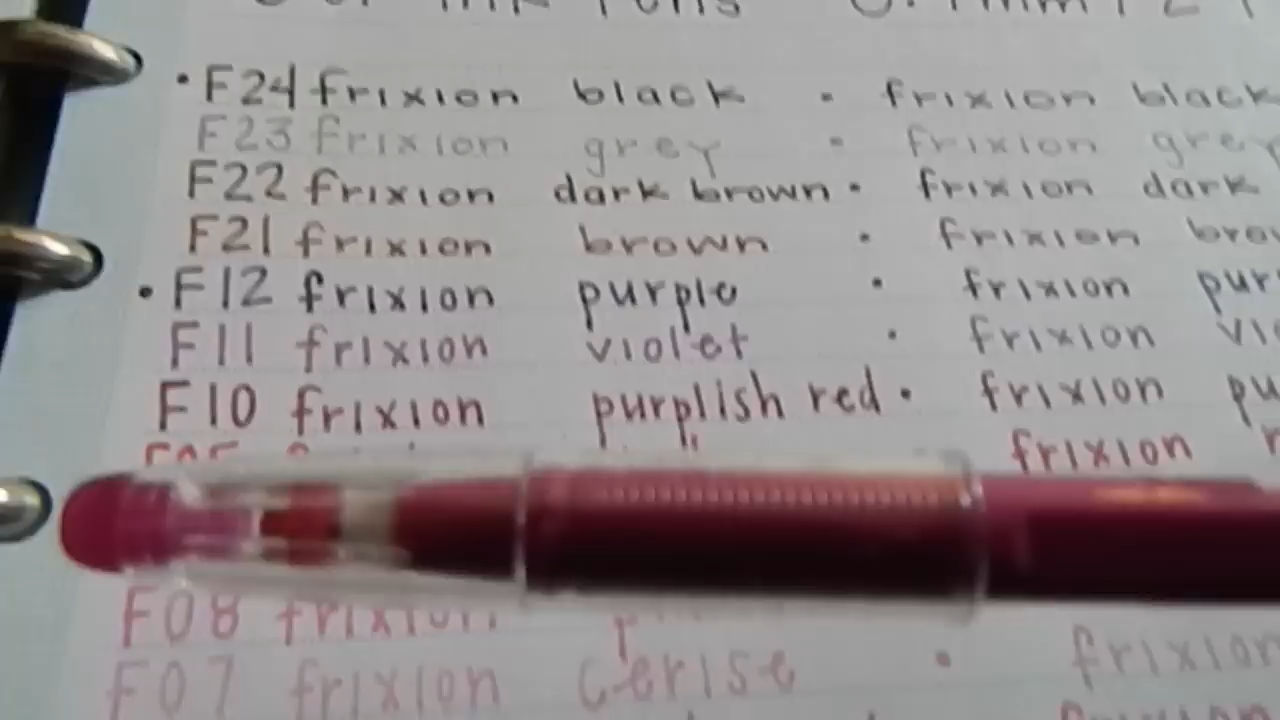 • F24 frixion black • frixion black
F23 frixion grey • frixion grey
F22 frixion dark brown • frixion dark
F21 frixion brown • frixion
• F12 frixion purple • frixion
F11 frixion violet • frixion
F10 frixion purplish red • frixion
frixion
F08 frixion
F07 frixion cerise • frixion